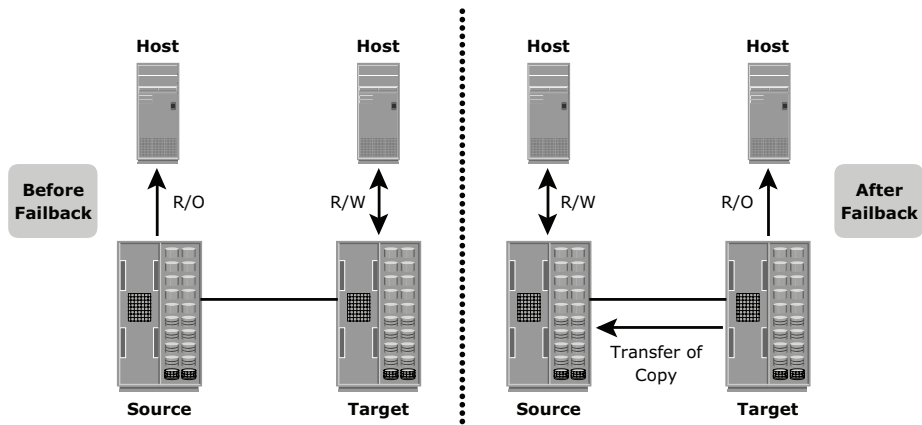 Host
Host
Host
Host
Before
Failback
R/O
R/W
R/W
R/O
After
Failback
Transfer of
Copy
Source
Target
Source
Target